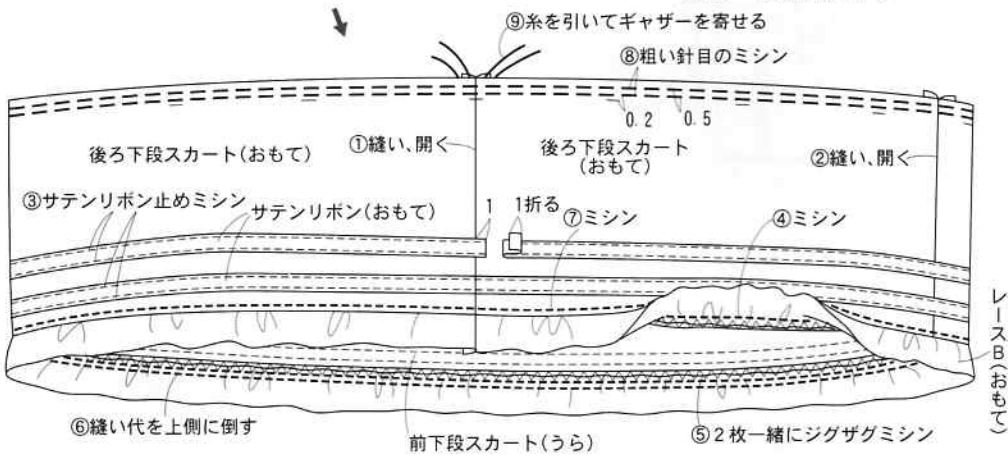 ⑨糸を引いてギャザーを寄せる
⑧粗い針目のミシン
0.2 0.5
後ろ下段スカート(おもて)
①縫い、開く
後ろ下段スカート
(おもて)
②縫い、開く
③サテンリボン止めミシン
サテンリボン(おもて)
1
1折る
⑦ミシン
④ミシン
レースB(おもて)
⑥縫い代を上側に倒す
前下段スカート(うら)
⑤2枚一緒にジグザグミシン